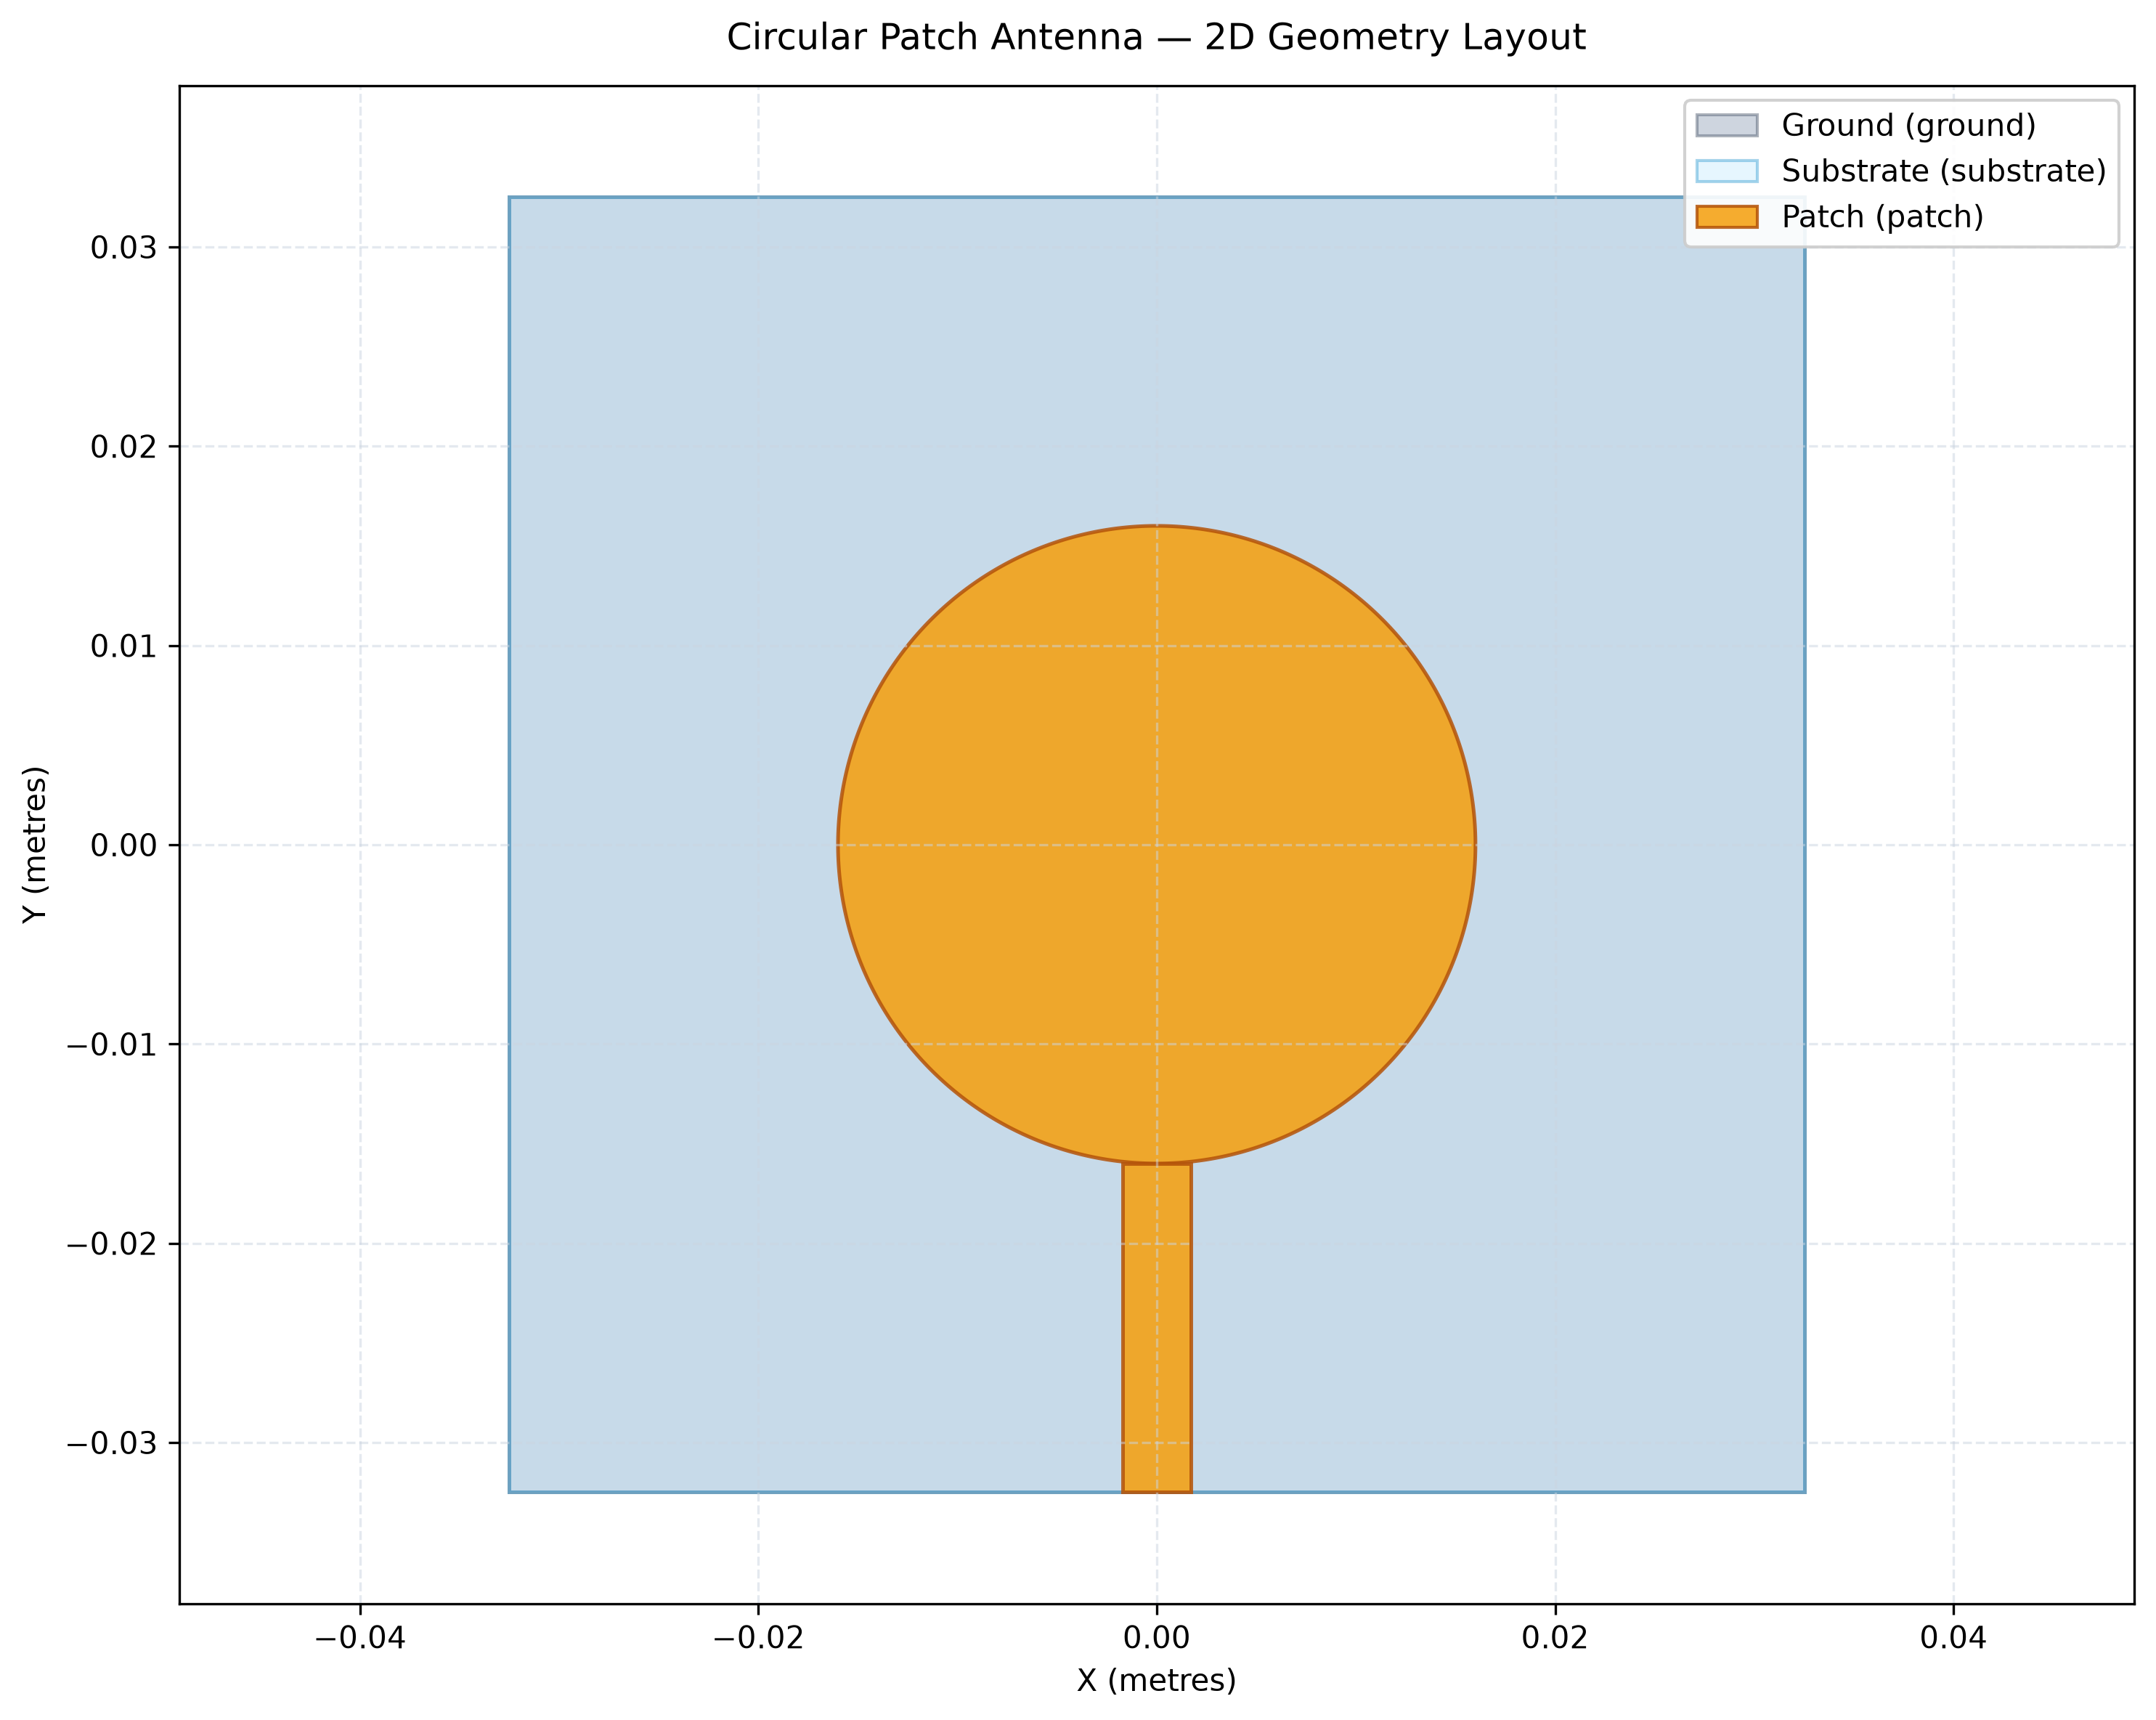 Circular Patch Antenna — 2D Geometry Layout
Ground (ground)
Substrate (substrate)
Patch (patch)
Y (metres)
0.03
0.02
0.01
0.00
−0.01
−0.02
−0.03
−0.04
−0.02
0.00
0.02
0.04
X (metres)